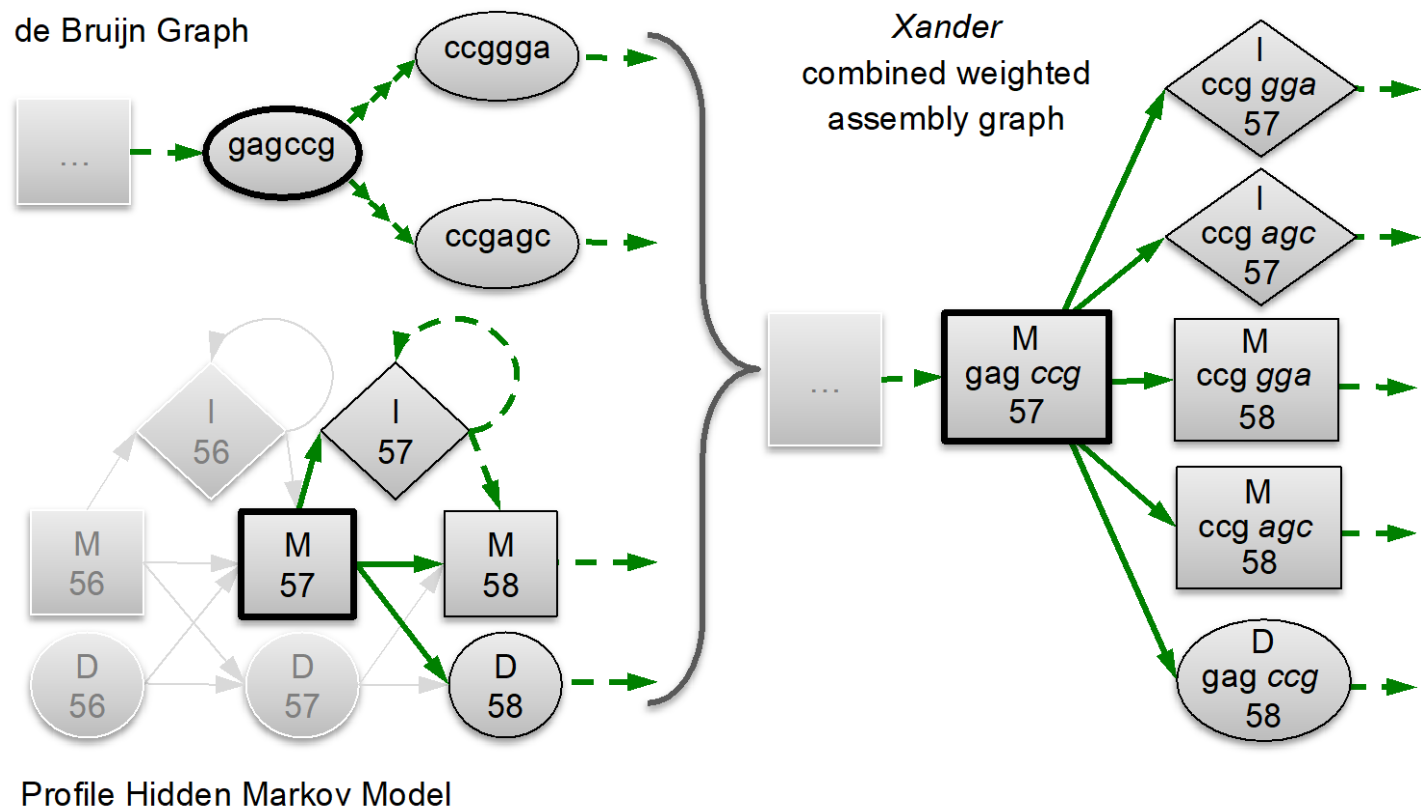 de Bruijn Graph
...
gagccg
ccggga
ccgagc
I
56
I
57
M
56
M
57
M
58
D
56
D
57
D
58
Profile Hidden Markov Model
Xander
combined weighted
assembly graph
...
M
gag ccg
57
I
ccg gga
57
I
ccg agc
57
M
ccg gga
58
M
ccg agc
58
D
gag ccg
58